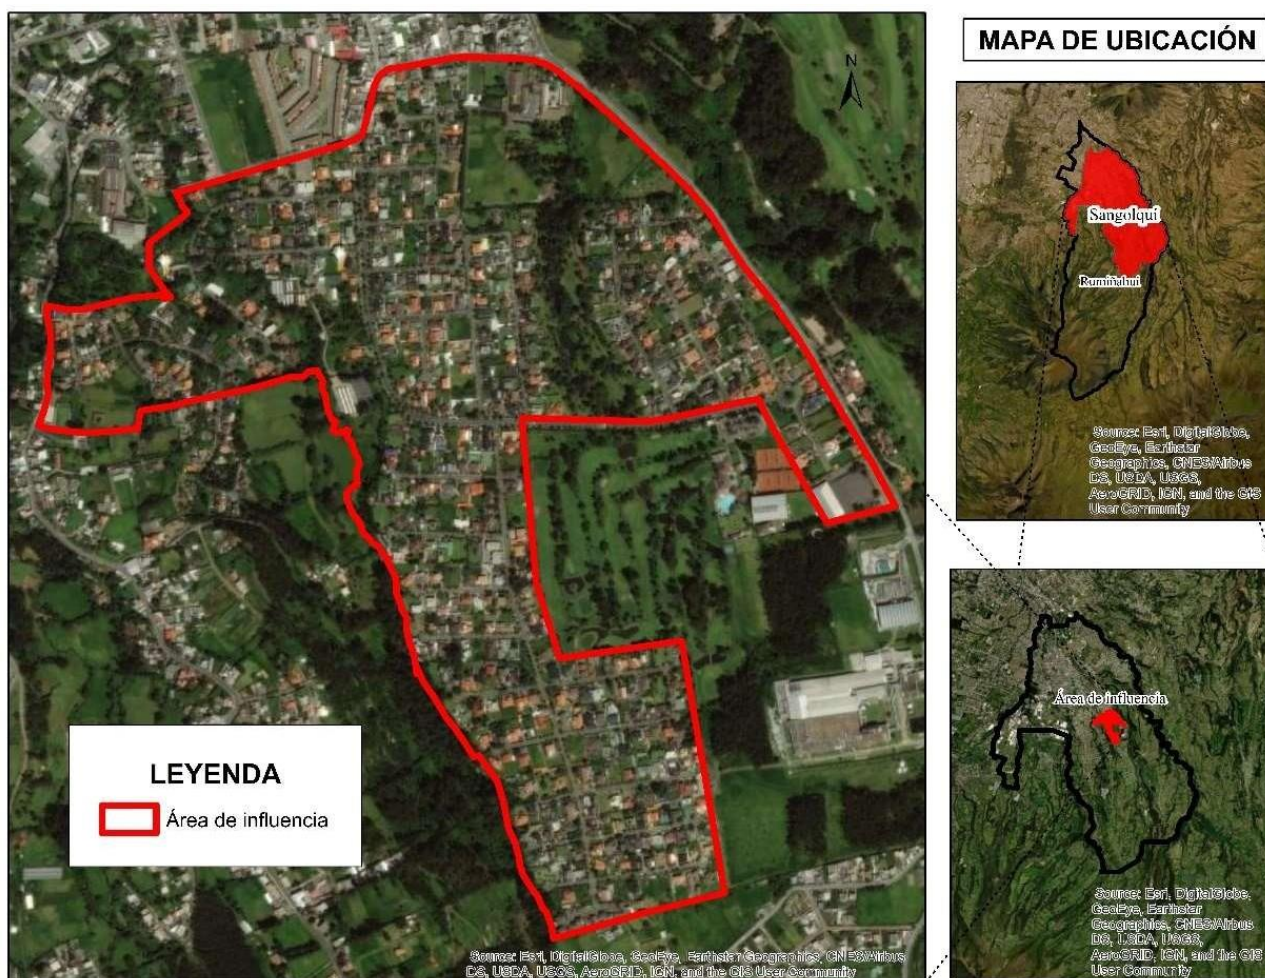 N
LEYENDA
Área de influencia
Source: Esri, DigitalGlobe, GeoEye, Earthstar Geographics, CNES/Airbus
DS, USDA, USGS, AeroGRID, IGN, and the GIS User Community
MAPA DE UBICACIÓN
Sangolquí
Rumiñahui
Source: Esri, DigitalGlobe,
GeoEye, Earthstar
Geographics, CNES/Airbus
DS, USDA, USGS,
AeroGRID, IGN, and the GIS
User Community
Área de influencia
Source: Esri, DigitalGlobe,
GeoEye, Earthstar
Geographics, CNES/Airbus
DS, USDA, USGS,
AeroGRID, IGN, and the GIS
User Community